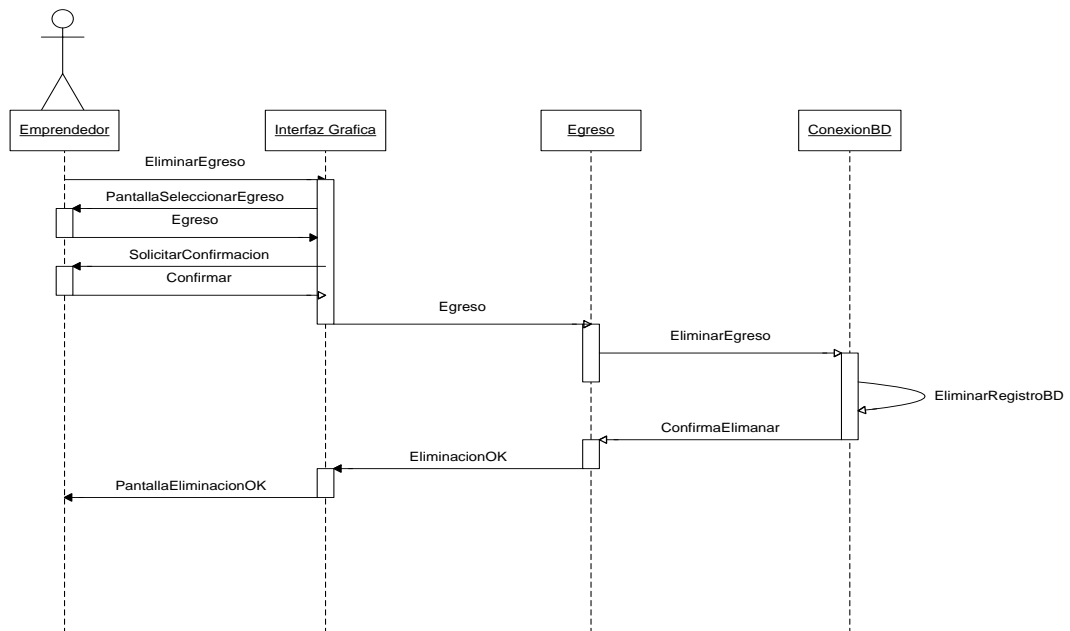 Emprendedor
Interfaz Grafica
Egreso
ConexionBD
EliminarEgreso
PantallaSeleccionarEgreso
Egreso
SolicitarConfirmacion
Confirmar
Egreso
EliminarEgreso
EliminarRegistroBD
ConfirmaElimanar
EliminacionOK
PantallaEliminacionOK